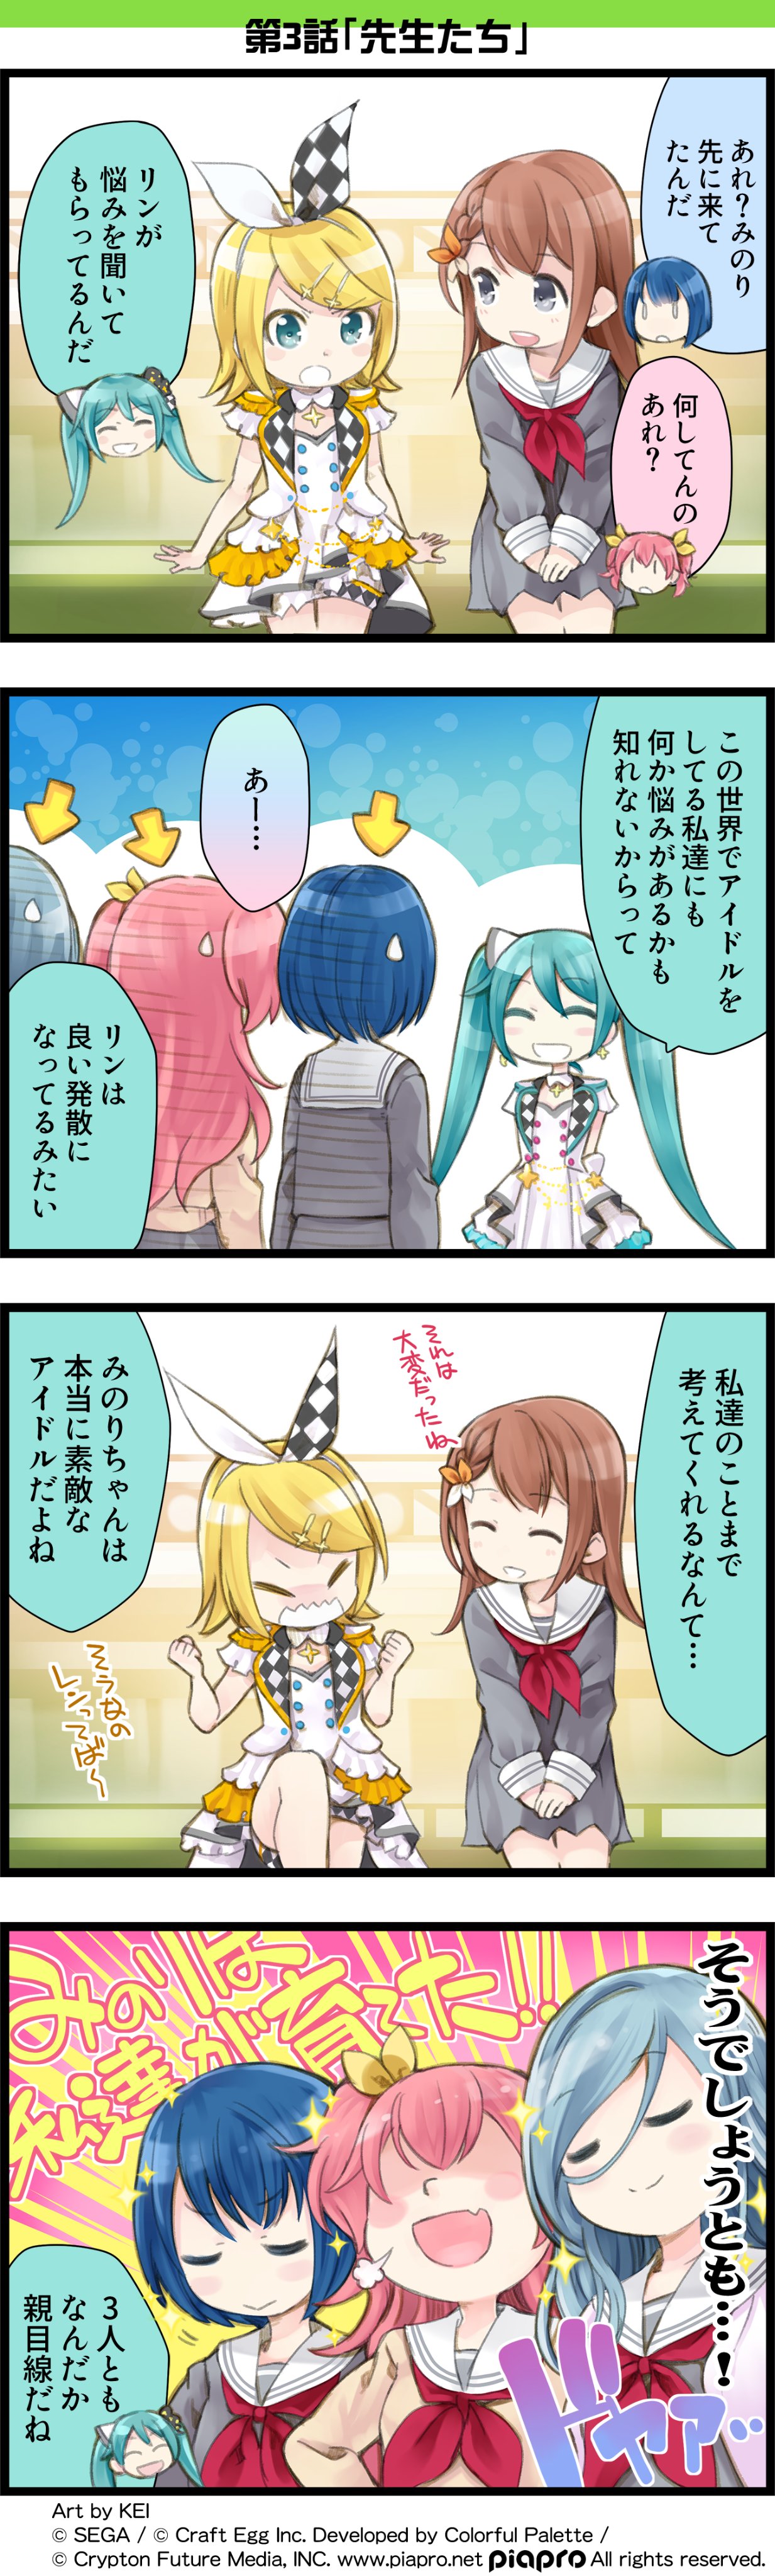 第3話「先生たち」
あれ？みのり
先に来て
たんだ
何してんの
あれ？
リンが
悩みを聞いて
もらってるんだ
この世界でアイドルを
してる私達にも
何か悩みがあるかも
知れないからって
あー…
リンは
良い発散に
なってるみたい
私達のことまで
考えてくれるなんて…
それは
大変だったね
みのりちゃんは
本当に素敵な
アイドルだよね
そうなの
レンってば〜
そうでしょうとも…！
みのりは
私達が育てた!!
ドヤァ…
３人とも
なんだか
親目線だね
Art by KEI
© SEGA / © Craft Egg Inc. Developed by Colorful Palette /
© Crypton Future Media, INC. www.piapro.net piapro All rights reserved.